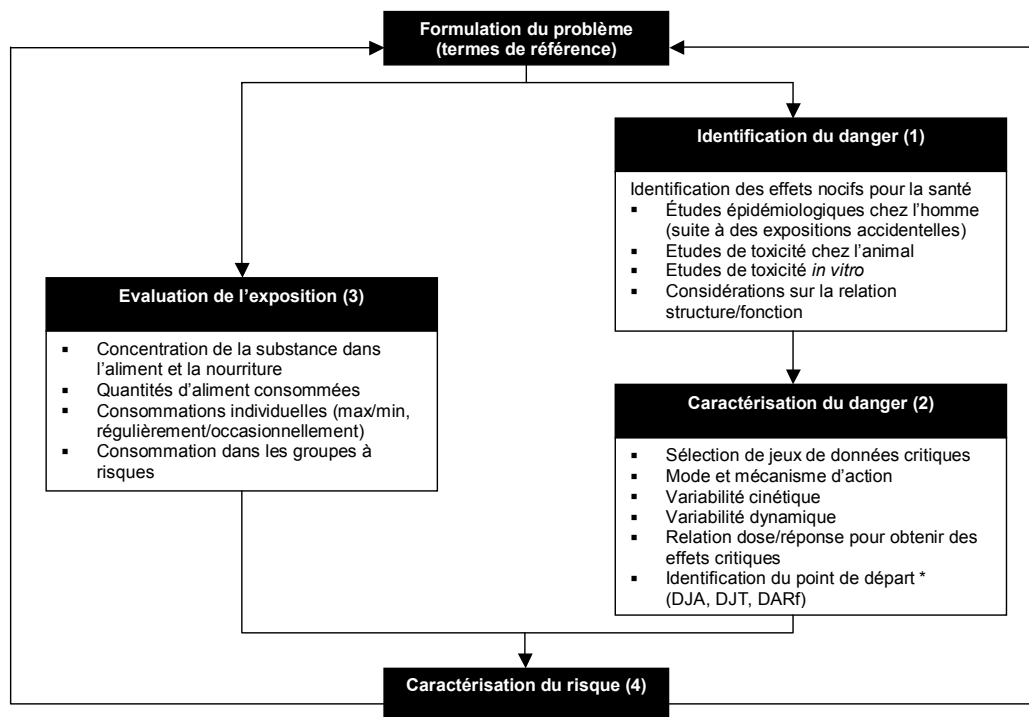 Formulation du problème
(termes de référence)
Identification du danger (1)
Identification des effets nocifs pour la santé
▪ Études épidémiologiques chez l'homme
(suite à des expositions accidentelles)
▪ Etudes de toxicité chez l'animal
▪ Etudes de toxicité in vitro
▪ Considérations sur la relation
structure/fonction
Evaluation de l'exposition (3)
▪ Concentration de la substance dans
l'aliment et la nourriture
▪ Quantités d'aliment consommées
▪ Consommations individuelles (max/min,
régulièrement/occasionnellement)
▪ Consommation dans les groupes à
risques
Caractérisation du danger (2)
▪ Sélection de jeux de données critiques
▪ Mode et mécanisme d'action
▪ Variabilité cinétique
▪ Variabilité dynamique
▪ Relation dose/réponse pour obtenir des
effets critiques
▪ Identification du point de départ *
(DJA, DJT, DARf)
Caractérisation du risque (4)